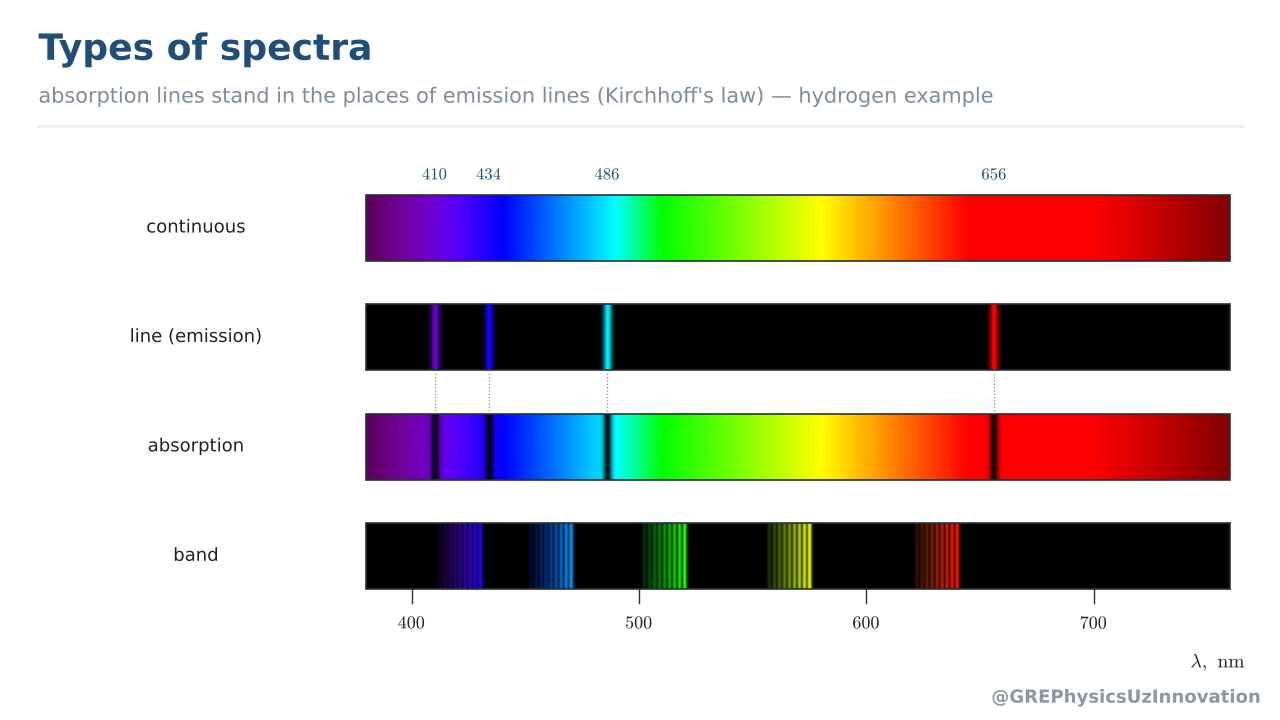 Types of spectra
absorption lines stand in the places of emission lines (Kirchhoff's law) — hydrogen example
410 434 486 656
continuous
line (emission)
absorption
band
400 500 600 700
λ, nm
@GREPhysicsUzInnovation